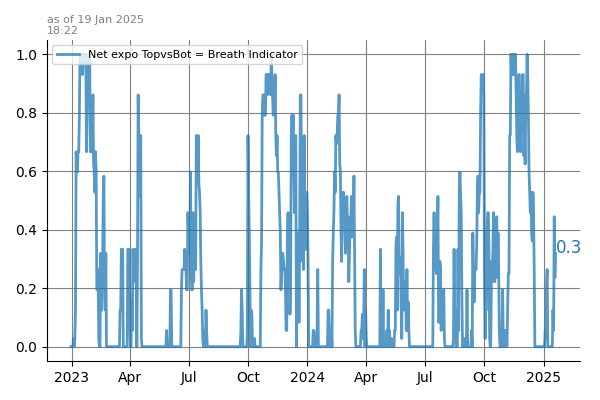 as of 19 Jan 2025
18:22
Net expo TopvsBot = Breath Indicator
1.0
0.8
0.6
0.4
0.3
0.2
0.0
2023 Apr Jul Oct 2024 Apr Jul Oct 2025